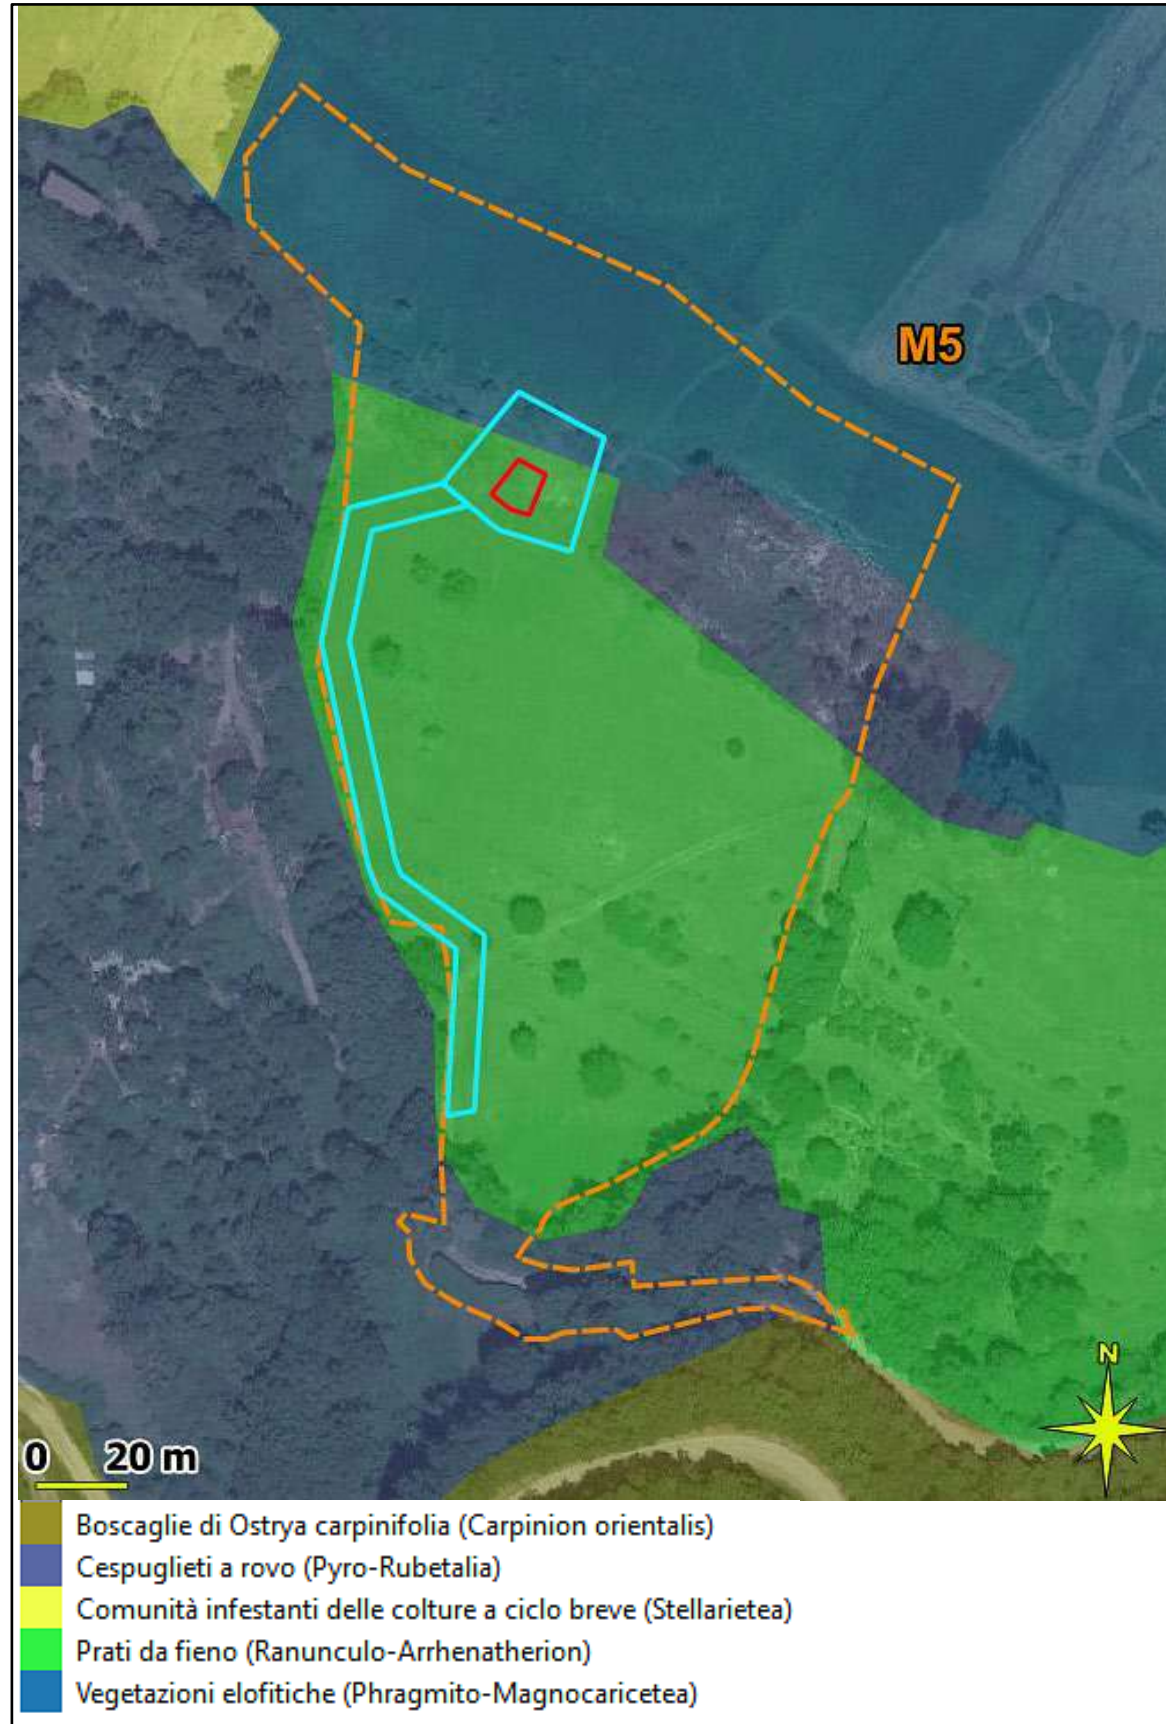 M5
N
0 20 m
Boscaglie di Ostrya carpinifolia (Carpinion orientalis)
Cespuglieti a rovo (Pyro-Rubetalia)
Comunità infestanti delle colture a ciclo breve (Stellarietea)
Prati da fieno (Ranunculo-Arrhenatherion)
Vegetazioni elofitiche (Phragmito-Magnocaricetea)